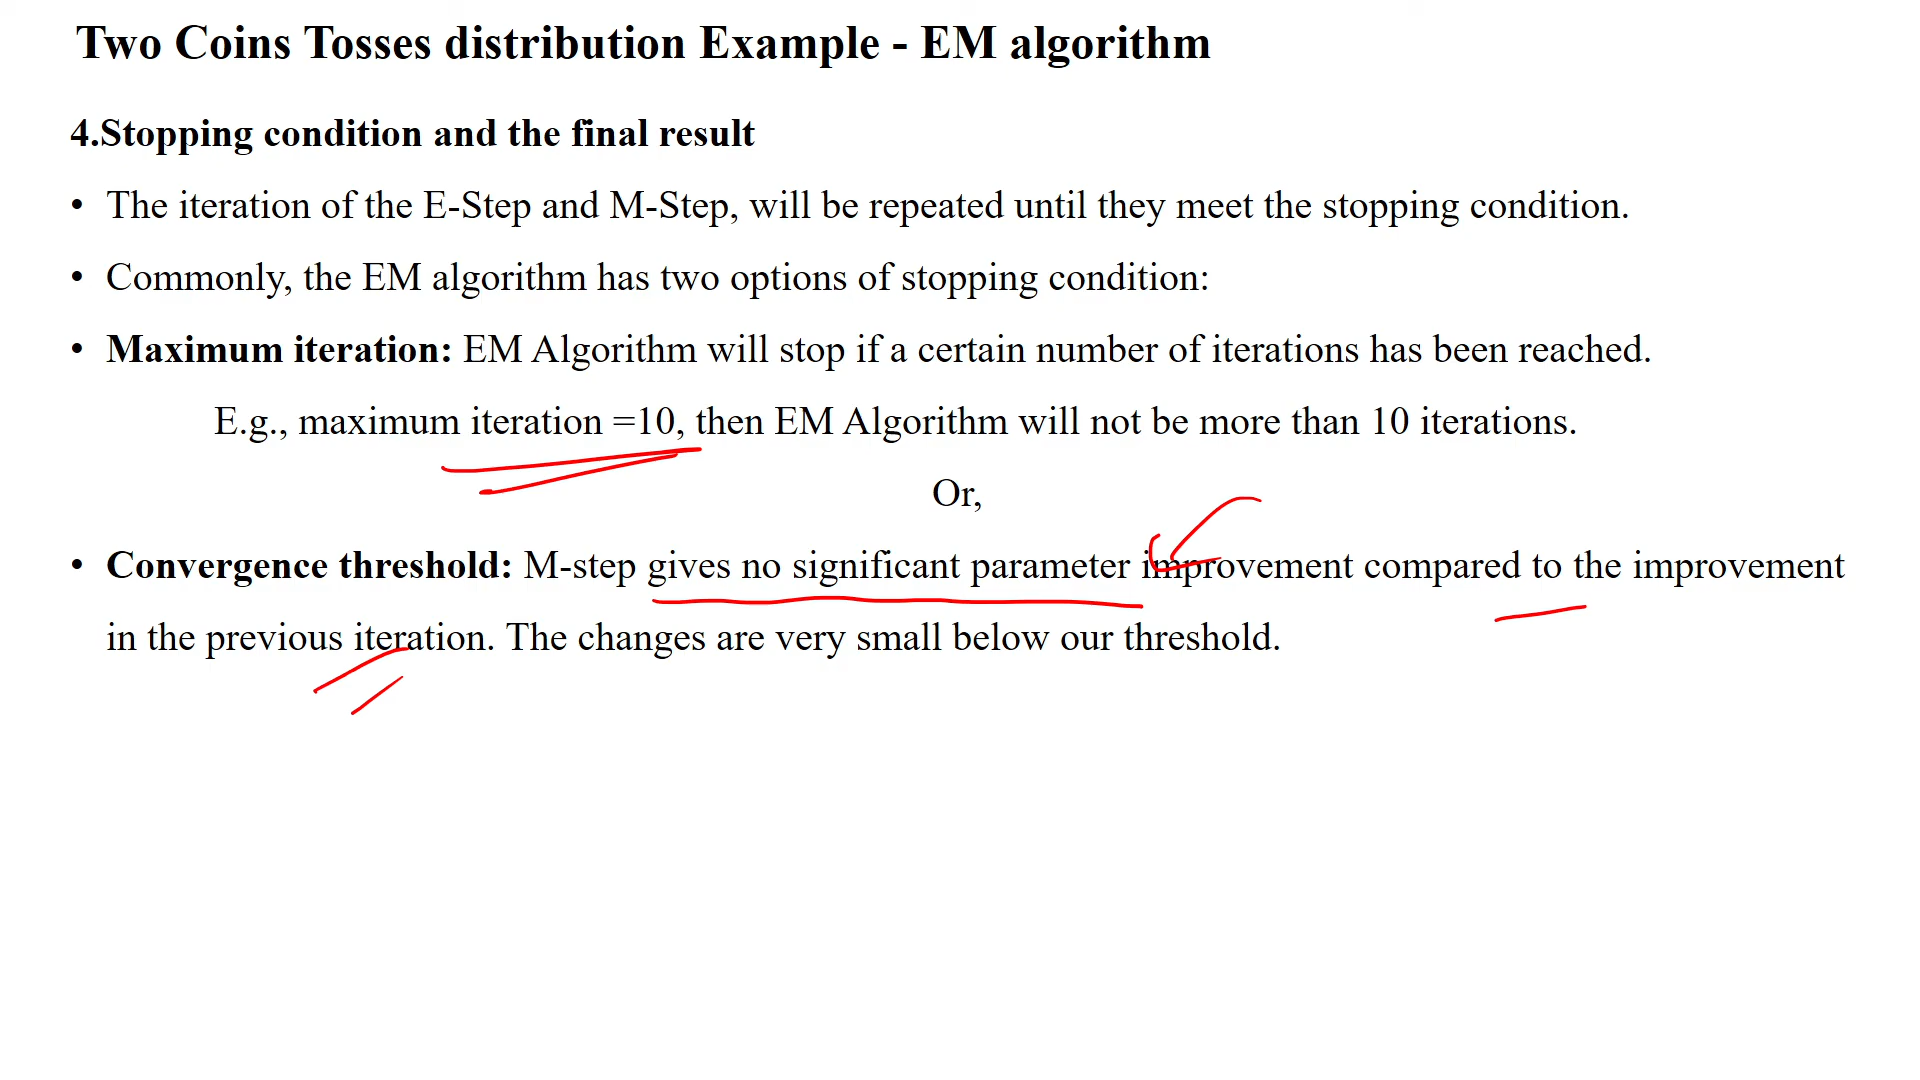 Two Coins Tosses distribution Example - EM algorithm
4.Stopping condition and the final result
• The iteration of the E-Step and M-Step, will be repeated until they meet the stopping condition.
• Commonly, the EM algorithm has two options of stopping condition:
• Maximum iteration: EM Algorithm will stop if a certain number of iterations has been reached.
E.g., maximum iteration =10, then EM Algorithm will not be more than 10 iterations.
Or,
• Convergence threshold: M-step gives no significant parameter improvement compared to the improvement
in the previous iteration. The changes are very small below our threshold.